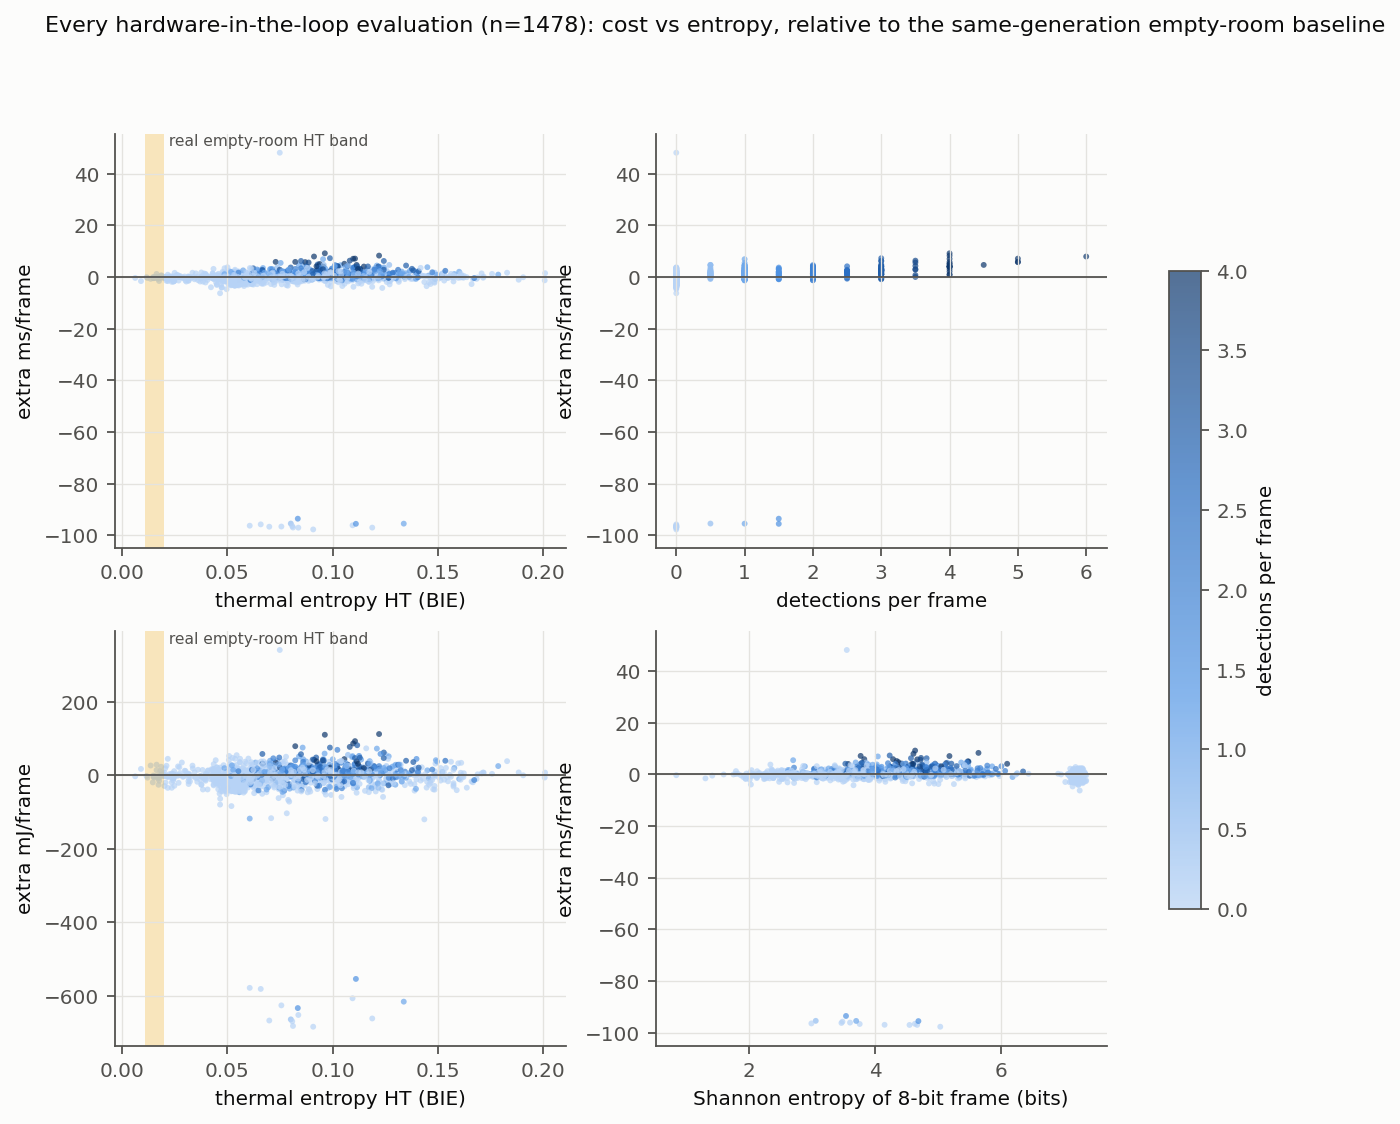 Every hardware-in-the-loop evaluation (n=1478): cost vs entropy, relative to the same-generation empty-room baseline
real empty-room HT band
extra ms/frame
40
20
0
−20
−40
−60
−80
−100
0.00 0.05 0.10 0.15 0.20
thermal entropy HT (BIE)
extra ms/frame
40
20
0
−20
−40
−60
−80
−100
0 1 2 3 4 5 6
detections per frame
real empty-room HT band
extra mJ/frame
200
0
−200
−400
−600
0.00 0.05 0.10 0.15 0.20
thermal entropy HT (BIE)
extra ms/frame
40
20
0
−20
−40
−60
−80
−100
2 4 6
Shannon entropy of 8-bit frame (bits)
4.0
3.5
3.0
2.5
2.0
1.5
1.0
0.5
0.0
detections per frame